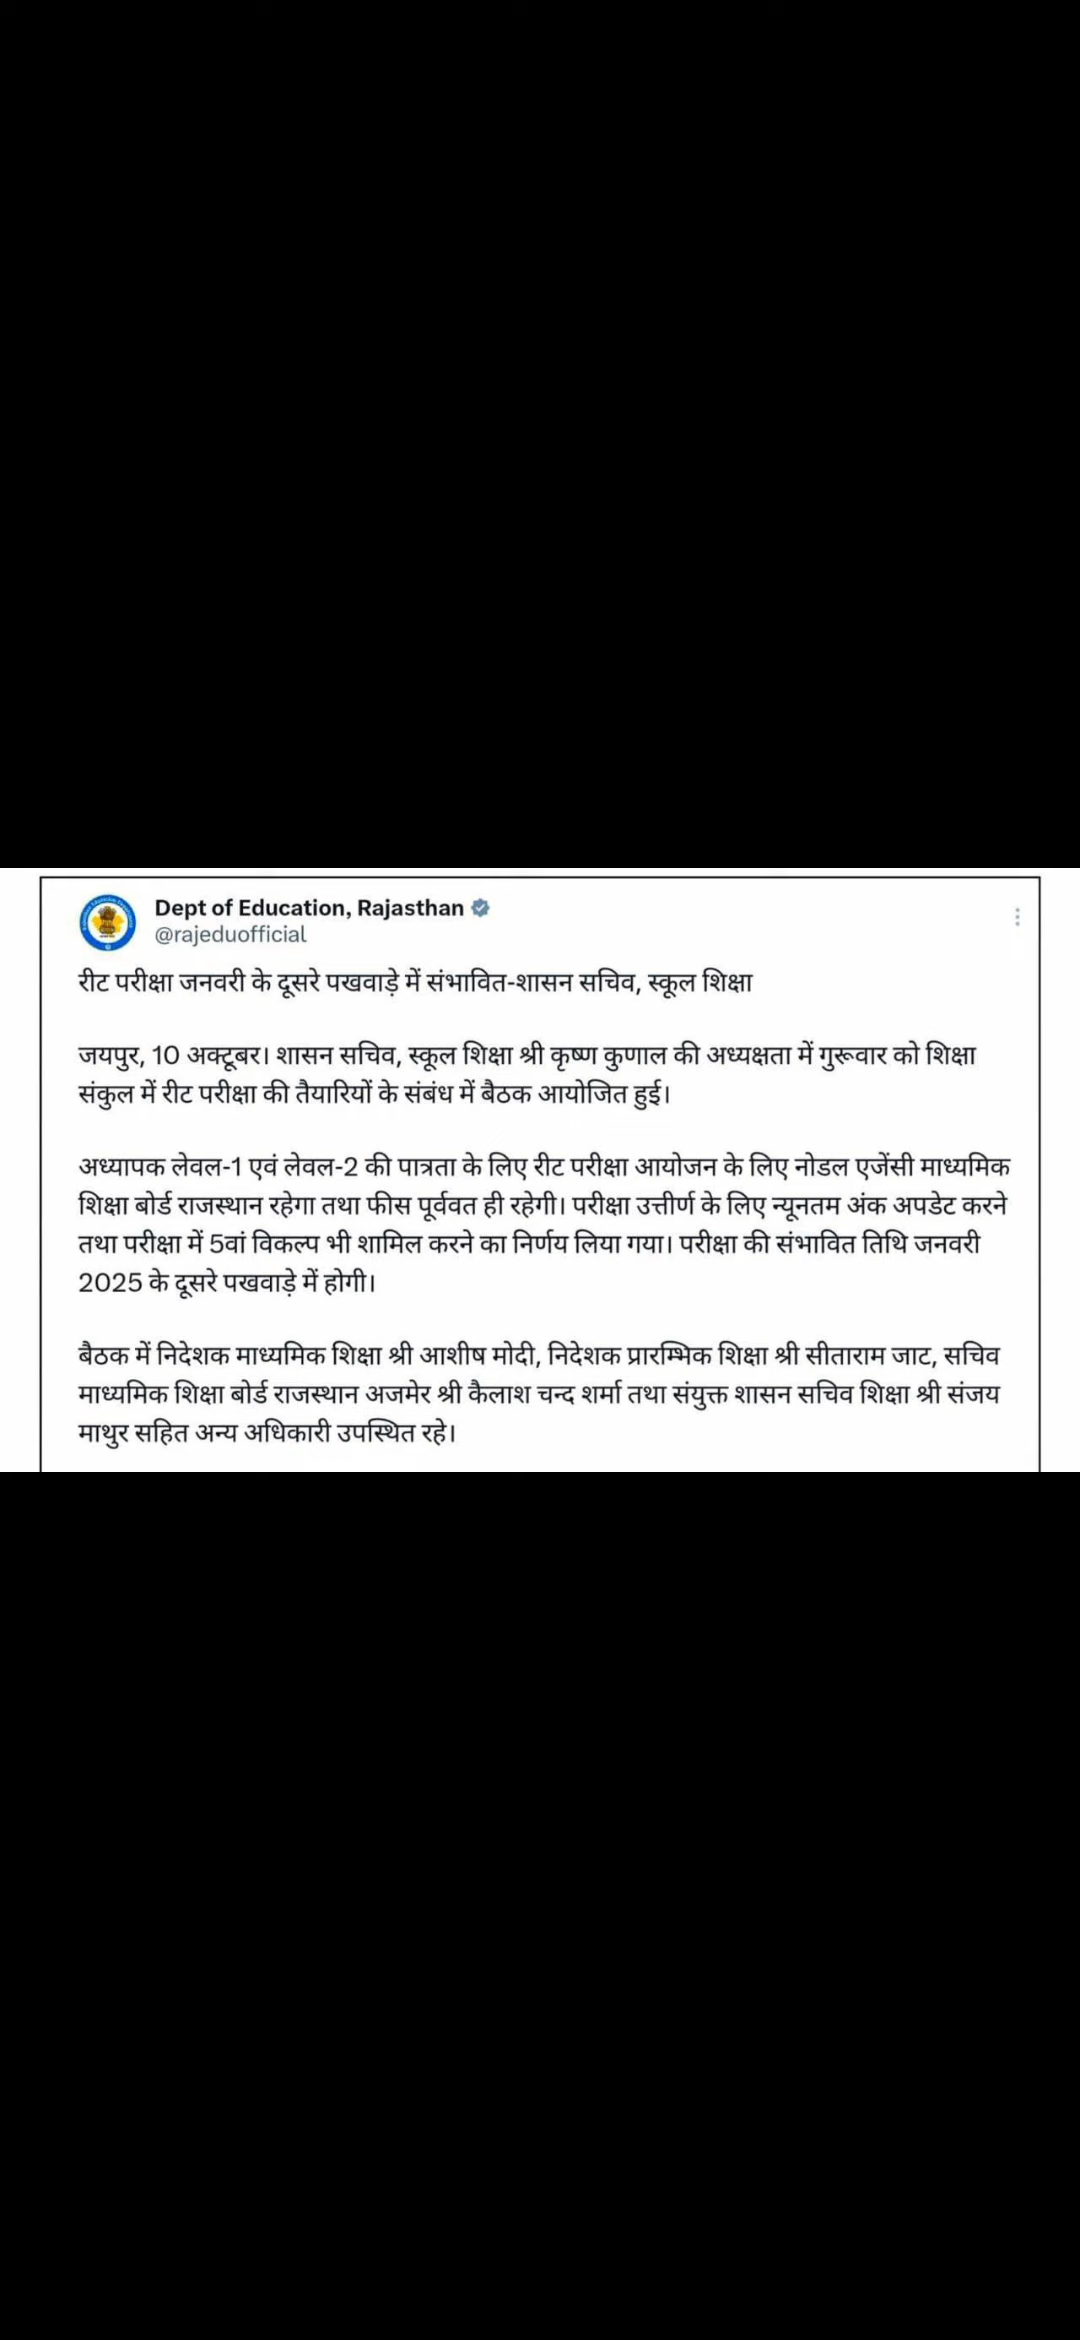 Dept of Education, Rajasthan
@rajeduofficial
रीट परीक्षा जनवरी के दूसरे पखवाड़े में संभावित-शासन सचिव, स्कूल शिक्षा
जयपुर, 10 अक्टूबर। शासन सचिव, स्कूल शिक्षा श्री कृष्ण कुणाल की अध्यक्षता में गुरूवार को शिक्षा
संकुल में रीट परीक्षा की तैयारियों के संबंध में बैठक आयोजित हुई।
अध्यापक लेवल-1 एवं लेवल-2 की पात्रता के लिए रीट परीक्षा आयोजन के लिए नोडल एजेंसी माध्यमिक
शिक्षा बोर्ड राजस्थान रहेगा तथा फीस पूर्ववत ही रहेगी। परीक्षा उत्तीर्ण के लिए न्यूनतम अंक अपडेट करने
तथा परीक्षा में 5वां विकल्प भी शामिल करने का निर्णय लिया गया। परीक्षा की संभावित तिथि जनवरी
2025 के दूसरे पखवाड़े में होगी।
बैठक में निदेशक माध्यमिक शिक्षा श्री आशीष मोदी, निदेशक प्रारम्भिक शिक्षा श्री सीताराम जाट, सचिव
माध्यमिक शिक्षा बोर्ड राजस्थान अजमेर श्री कैलाश चन्द शर्मा तथा संयुक्त शासन सचिव शिक्षा श्री संजय
माथुर सहित अन्य अधिकारी उपस्थित रहे।